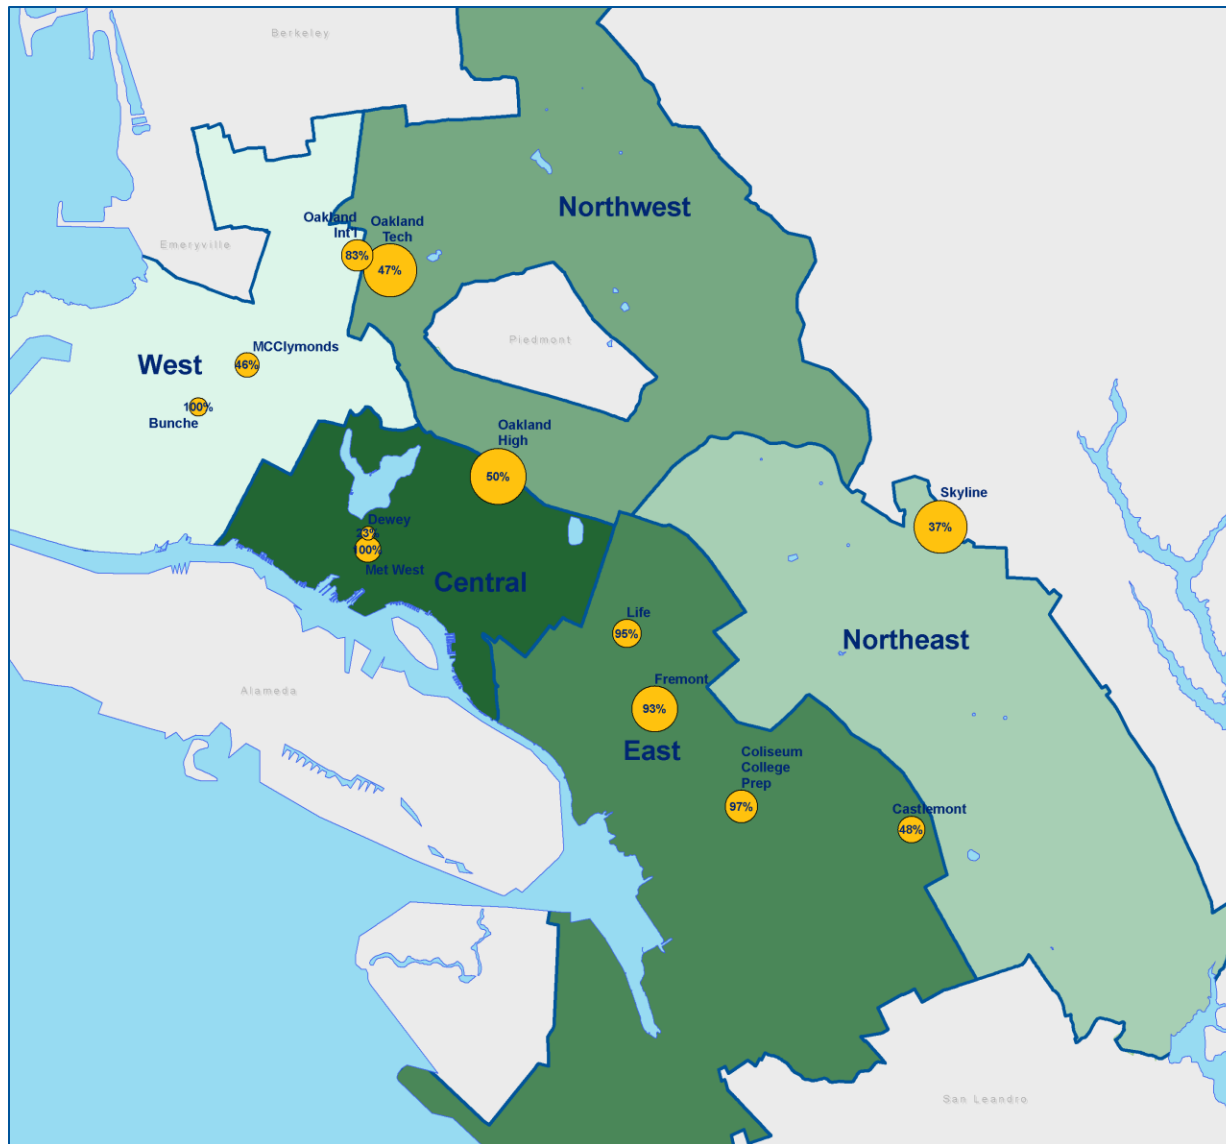 Berkeley
Northwest
Oakland
Int'l
Oakland
Tech
Emeryville
83%
47%
Piedmont
MCClymonds
West
46%
100%
Bunche
Oakland
High
50%
Skyline
37%
Dewey
23%
100%
Met West
Central
Life
95%
Northeast
Fremont
Alameda
93%
East
Coliseum
College
Prep
97%
Castlemont
48%
San Leandro